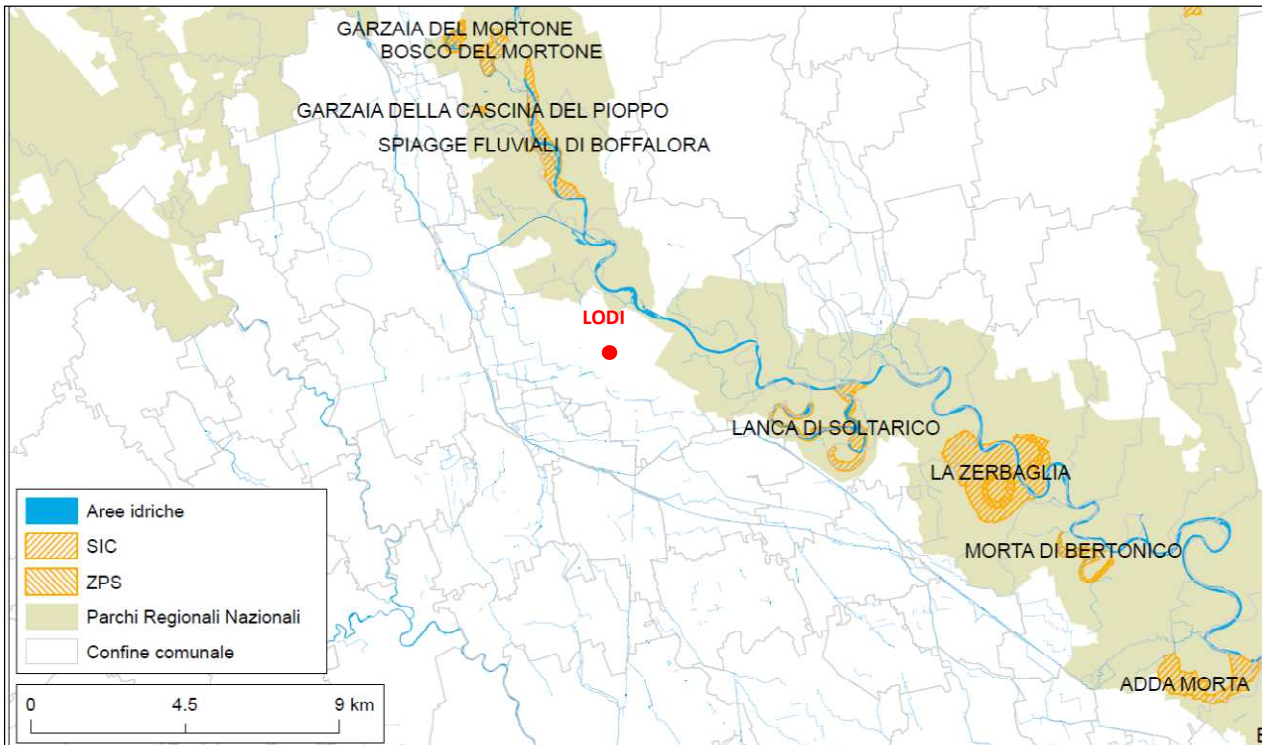 GARZAIA DEL MORTONE
BOSCO DEL MORTONE
GARZAIA DELLA CASCINA DEL PIOPPO
SPIAGGE FLUVIALI DI BOFFALORA
LODI
LANCA DI SOLTARICO
LA ZERBAGLIA
MORTA DI BERTONICO
ADDA MORTA
Aree idriche
SIC
ZPS
Parchi Regionali Nazionali
Confine comunale
0 4.5 9 km